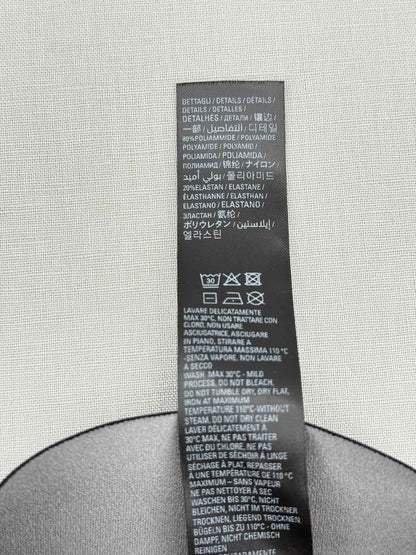 DETTAGLI / DETAILS / DÉTAILS /
DETAILS / DETALLES /
DETALHES / ДЕТАЛИ / 镶边 /
一部 / التفاصيل / 디테일
80%POLIAMMIDE / POLYAMIDE
POLYAMIDE / POLYAMID /
POLIAMIDA / POLIAMIDA /
ПОЛИАМИД / 锦纶 / ナイロン /
بولي أميد / 폴리아미드
20%ELASTAN / ELASTANE /
ÉLASTHANNE / ELASTHAN /
ELASTANO / ELASTANO /
ЭЛАСТАН / 氨纶 /
ポリウレタン / إيلاستين /
엘라스틴
30
LAVARE DELICATAMENTE
MAX 30°C, NON TRATTARE CON
CLORO, NON USARE
ASCIUGATRICE, ASCIUGARE
IN PIANO, STIRARE A
TEMPERATURA MASSIMA 110 °C
-SENZA VAPORE, NON LAVARE
A SECCO
WASH MAX 30°C - MILD
PROCESS, DO NOT BLEACH,
DO NOT TUMBLE DRY, DRY FLAT,
IRON AT MAXIMUM
TEMPERATURE 110°C-WITHOUT
STEAM, DO NOT DRY CLEAN
LAVER DÉLICATEMENT À
30°C MAX, NE PAS TRAITER
AVEC DU CHLORE, NE PAS
UTILISER DE SÉCHOIR À LINGE
SÉCHAGE À PLAT, REPASSER
À UNE TEMPÉRATURE DE 110°C
MAXIMUM – SANS VAPEUR
NE PAS NETTOYER À SEC
WASCHEN BIS 30°C, NICHT
BLEICHEN, NICHT IM TROCKNER
TROCKNEN, LIEGEND TROCKNEN,
BÜGELN BIS ZU 110°C - OHNE
DAMPF, NICHT CHEMISCH
REINIGEN